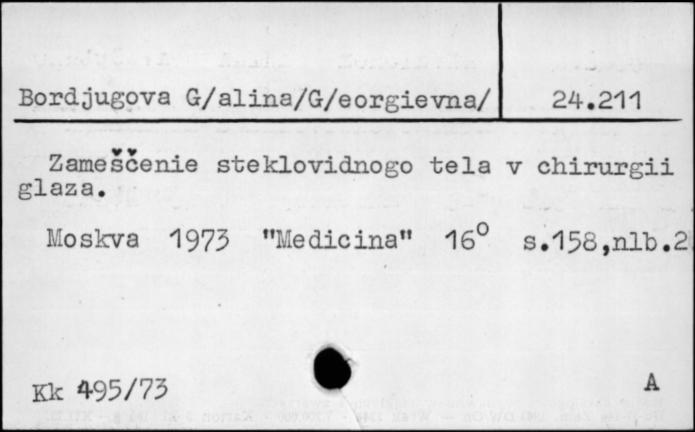 Bordjugova G/alina/G/eorgievna/ 24.211
Zameščenie steklovidnogo tela v chirurgii
glaza.
Moskva 1973 "Medicina" 16⁰ s.158,nlb.2
Kk 495/73 A